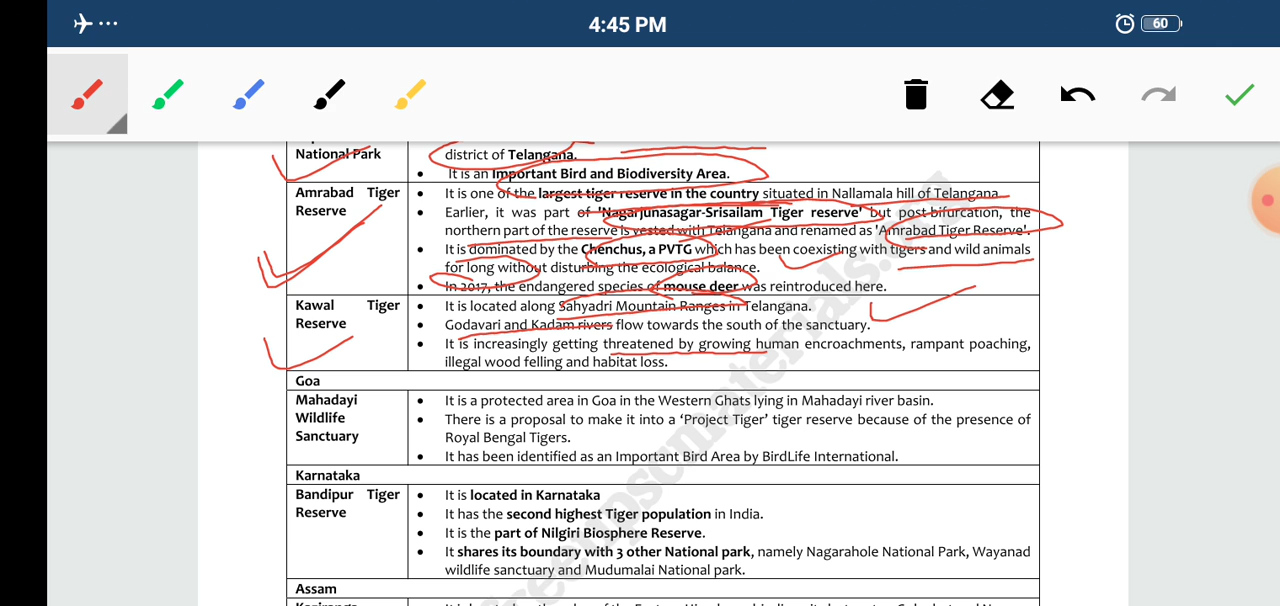 4:45 PM
60
National Park
district of Telangana.
• It is an Important Bird and Biodiversity Area.
Amrabad Tiger Reserve
• It is one of the largest tiger reserve in the country situated in Nallamala hill of Telangana
• Earlier, it was part of 'Nagarjunasagar-Srisailam Tiger reserve' but post-bifurcation, the
northern part of the reserve is vested with Telangana and renamed as 'Amrabad Tiger Reserve'.
• It is dominated by the Chenchus, a PVTG which has been coexisting with tigers and wild animals
for long without disturbing the ecological balance.
• In 2017, the endangered species of mouse deer was reintroduced here.
Kawal Tiger Reserve
• It is located along Sahyadri Mountain Ranges in Telangana.
• Godavari and Kadam rivers flow towards the south of the sanctuary.
• It is increasingly getting threatened by growing human encroachments, rampant poaching,
illegal wood felling and habitat loss.
Goa
Mahadayi Wildlife Sanctuary
• It is a protected area in Goa in the Western Ghats lying in Mahadayi river basin.
• There is a proposal to make it into a ‘Project Tiger’ tiger reserve because of the presence of
Royal Bengal Tigers.
• It has been identified as an Important Bird Area by BirdLife International.
Karnataka
Bandipur Tiger Reserve
• It is located in Karnataka
• It has the second highest Tiger population in India.
• It is the part of Nilgiri Biosphere Reserve.
• It shares its boundary with 3 other National park, namely Nagarahole National Park, Wayanad
wildlife sanctuary and Mudumalai National park.
Assam